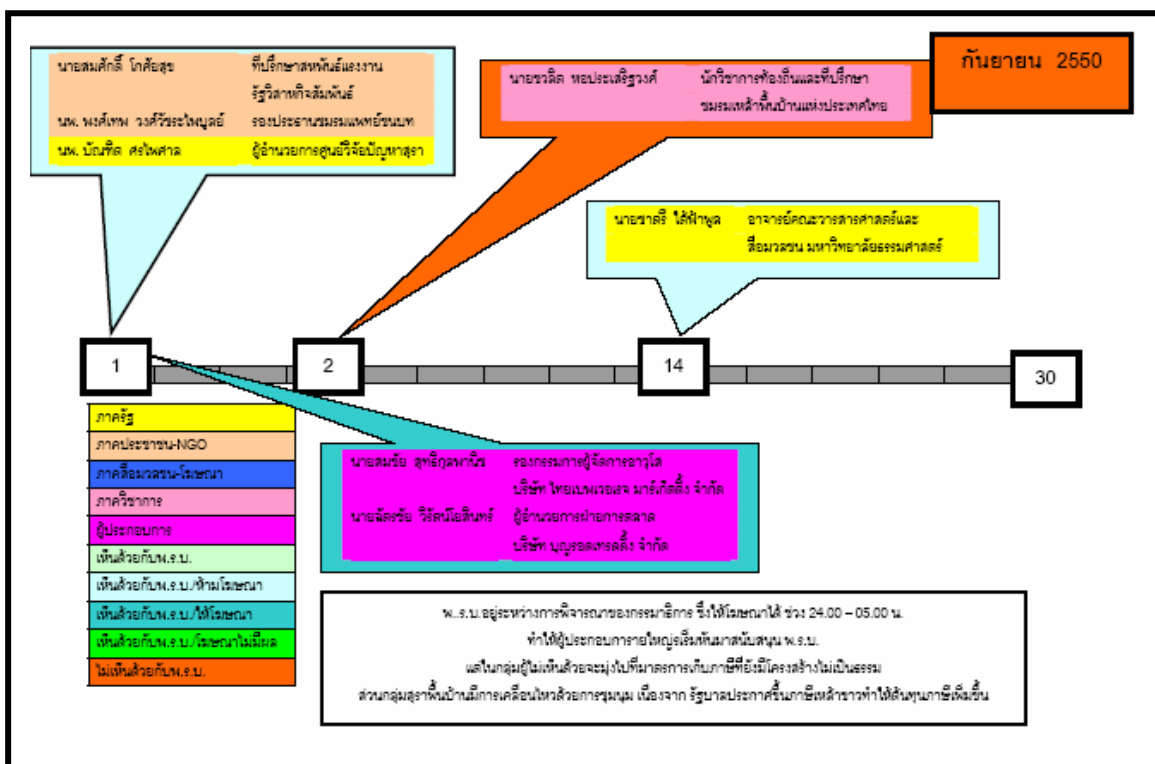 กันยายน 2550
นายสมศักดิ์ โกศัยสุข ที่ปรึกษาสหพันธ์แรงงาน
รัฐวิสาหกิจสัมพันธ์
นพ. พงศ์เทพ วงศ์วัชระไพบูลย์ รองประธานชมรมแพทย์ชนบท
นพ. บัณฑิต ศรไพศาล ผู้อำนวยการศูนย์วิจัยปัญหาสุรา
นายชวลิต หอประเสริฐวงศ์ นักวิชาการท้องถิ่นและที่ปรึกษา
ชมรมเหล้าพื้นบ้านแห่งประเทศไทย
นายชาตรี ใต้ฟ้าพูล อาจารย์คณะวารสารศาสตร์และ
สื่อมวลชน มหาวิทยาลัยธรรมศาสตร์
1
2
14
30
ภาครัฐ
ภาคประชาชน-NGO
ภาคสื่อมวลชน-โฆษณา
ภาควิชาการ
ผู้ประกอบการ
เห็นด้วยกับพ.ร.บ.
เห็นด้วยกับพ.ร.บ./ห้ามโฆษณา
เห็นด้วยกับพ.ร.บ./ให้โฆษณา
เห็นด้วยกับพ.ร.บ./โฆษณาไม่มีผล
ไม่เห็นด้วยกับพ.ร.บ.
นายสมชัย สุทธิกุลพานิช รองกรรมการผู้จัดการอาวุโส
บริษัท ไทยเบพเวอเรจ มาร์เก็ตติ้ง จำกัด
นายฉัตรชัย วิรัตน์โยสินทร์ ผู้อำนวยการฝ่ายการตลาด
บริษัท บุญรอดเทรดดิ้ง จำกัด
พ.ร.บ.อยู่ระหว่างการพิจารณาของกรรมาธิการ ซึ่งให้โฆษณาได้ ช่วง 24.00 – 05.00 น.
ทำให้ผู้ประกอบการายใหญ่เริ่มหันมาสนับสนุน พ.ร.บ.
แต่ในกลุ่มผู้ไม่เห็นด้วยจะมุ่งไปที่มาตรการเก็บภาษีที่ยังมีโครงสร้างไม่เป็นธรรม
ส่วนกลุ่มสุราพื้นบ้านมีการเคลื่อนไหวด้วยการชุมนุม เนื่องจาก รัฐบาลประกาศขึ้นภาษีเหล้าขาวทำให้ต้นทุนภาษีเพิ่มขึ้น